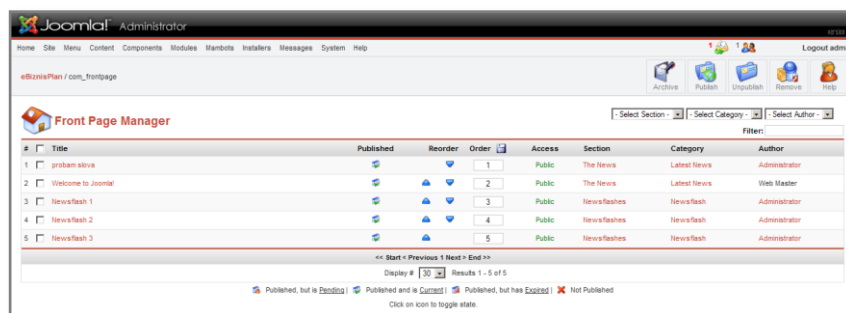 Joomla! Administrator
Home Site Menu Content Components Modules Mambots Installers Messages System Help 1 1 Logout adm
eBiznisPlan / com_frontpage
Archive Publish Unpublish Remove Help
Front Page Manager
- Select Section - - Select Category - - Select Author -
Filter:
# Title Published Reorder Order Access Section Category Author
1 probam slova 1 Public The News Latest News Administrator
2 Welcome to Joomla! 2 Public The News Latest News Web Master
3 Newsflash 1 3 Public Newsflashes Newsflash Administrator
4 Newsflash 2 4 Public Newsflashes Newsflash Administrator
5 Newsflash 3 5 Public Newsflashes Newsflash Administrator
<< Start < Previous 1 Next > End >>
Display # 30 Results 1 - 5 of 5
Published, but is Pending | Published and is Current | Published, but has Expired | Not Published
Click on icon to toggle state.